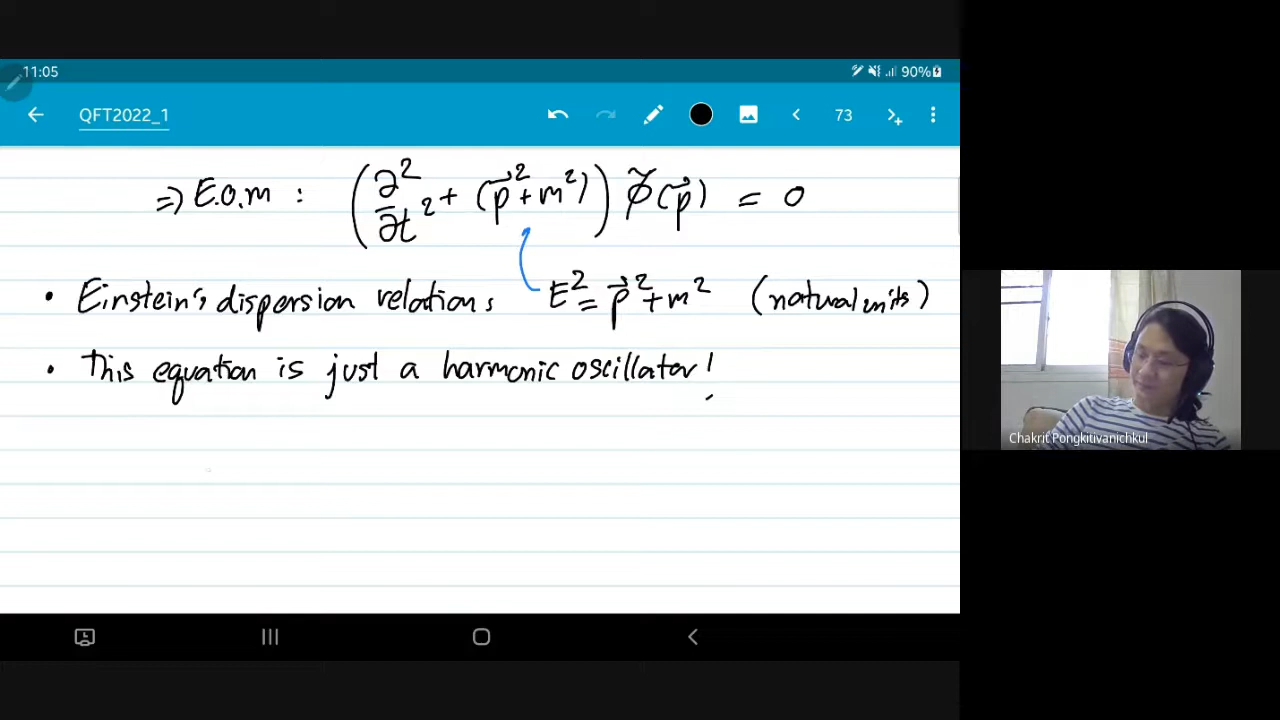 11:05 90%
QFT2022_1 73
⇒ E.O.M : (∂²/∂t² + (p⃗² + m²)) φ̃(p⃗) = 0
• Einstein's dispersion relation: E² = p⃗² + m² (natural units)
• This equation is just a harmonic oscillator!
Chakrit Pongkitivanichkul